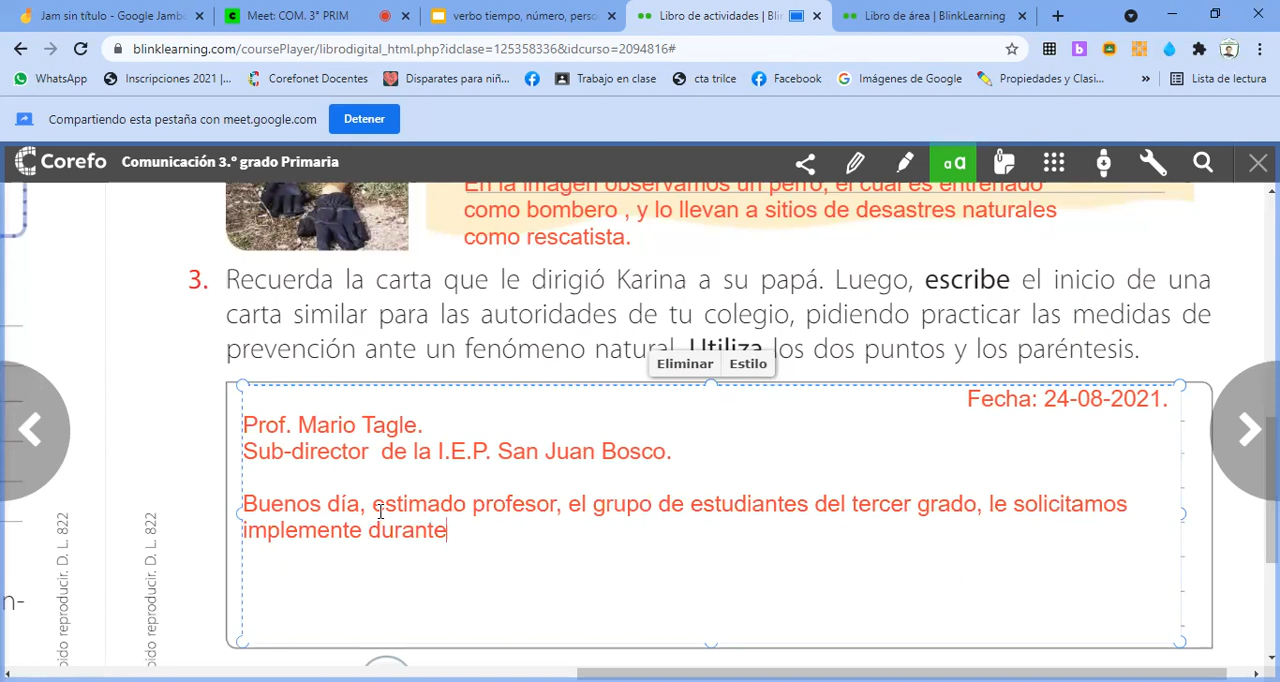 Jam sin título - Google Jambo
Meet: COM. 3° PRIM
verbo tiempo, número, perso
Libro de actividades | Blin
Libro de área | BlinkLearning
blinklearning.com/coursePlayer/librodigital_html.php?idclase=125358336&idcurso=2094816#
WhatsApp
Inscripciones 2021 |...
Corefonet Docentes
Disparates para niñ...
Trabajo en clase
cta trilce
Facebook
Imágenes de Google
Propiedades y Clasi...
»
Lista de lectura
Compartiendo esta pestaña con meet.google.com
Detener
Corefo
Comunicación 3.º grado Primaria
aa
En la imagen observamos un perro, el cual es entrenado
como bombero , y lo llevan a sitios de desastres naturales
como rescatista.
3. Recuerda la carta que le dirigió Karina a su papá. Luego, escribe el inicio de una
carta similar para las autoridades de tu colegio, pidiendo practicar las medidas de
prevención ante un fenómeno natural. Utiliza los dos puntos y los paréntesis.
Eliminar Estilo
Fecha: 24-08-2021.
Prof. Mario Tagle.
Sub-director  de la I.E.P. San Juan Bosco.
Buenos día, estimado profesor, el grupo de estudiantes del tercer grado, le solicitamos
implemente durante
n-
bido reproducir. D. L. 822
bido reproducir. D. L. 822